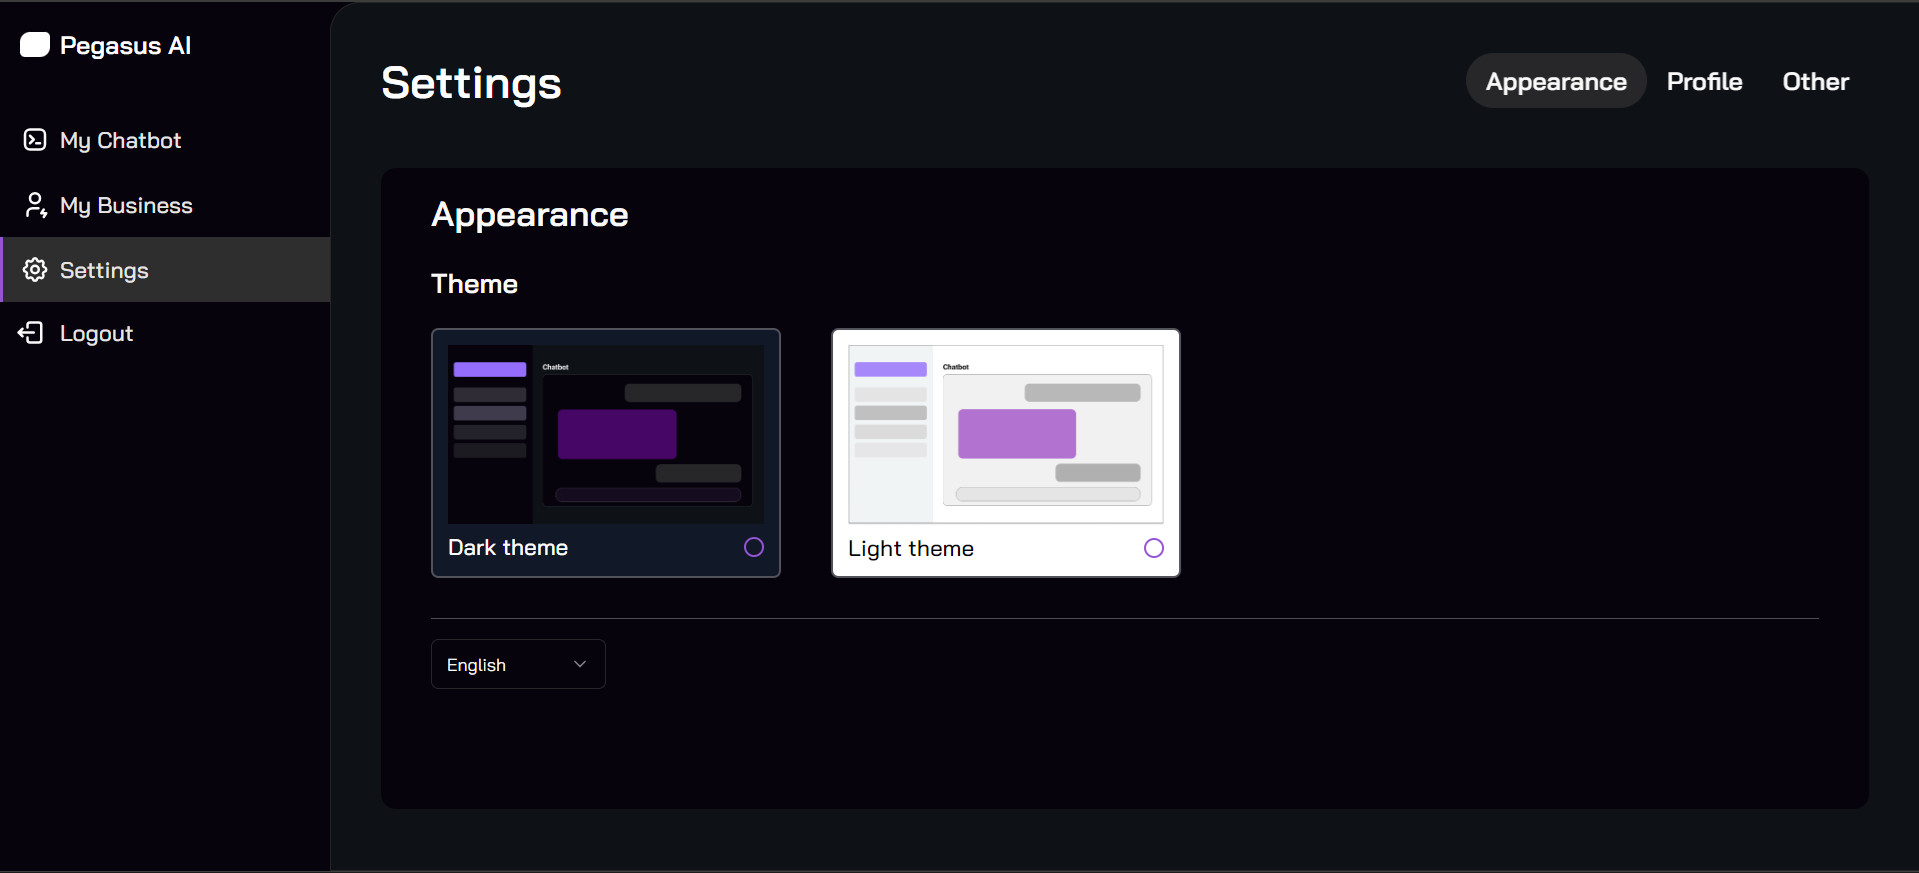 Pegasus AI
My Chatbot
My Business
Settings
Logout
Settings
Appearance
Profile
Other
Appearance
Theme
Chatbot
Dark theme
Chatbot
Light theme
English